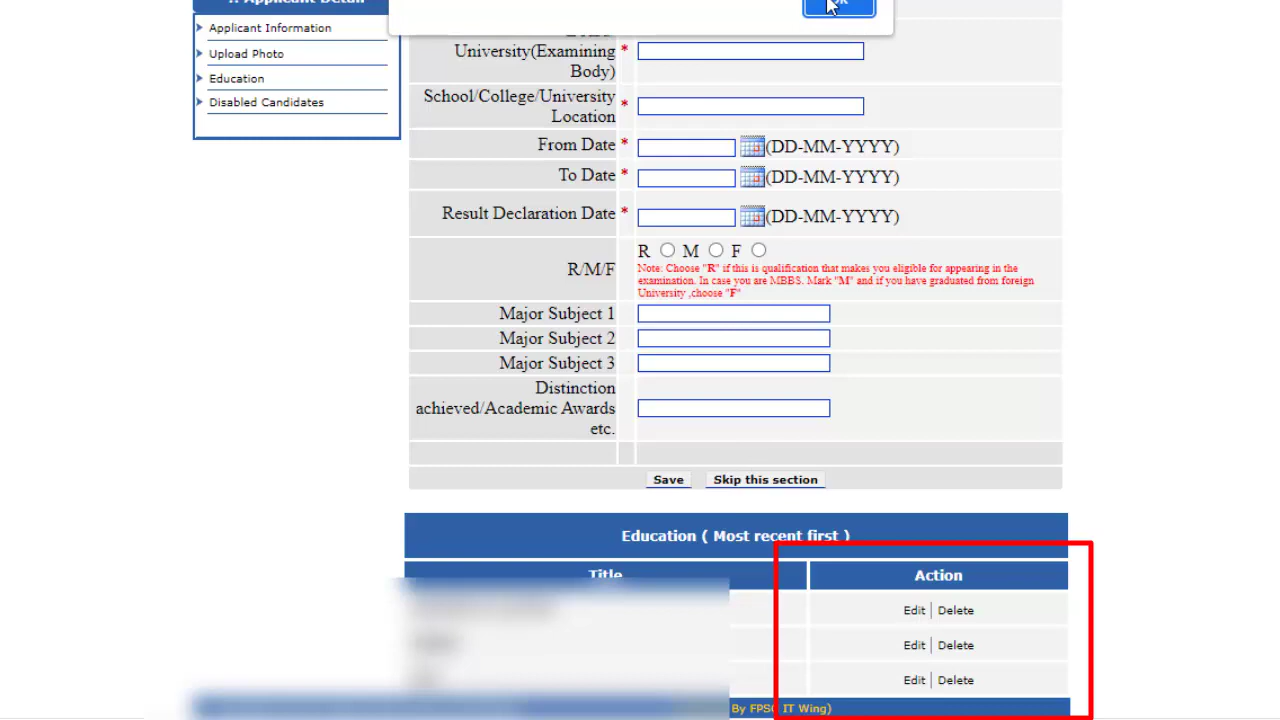 :: Applicant Detail
Applicant Information
Upload Photo
Education
Disabled Candidates
University(Examining
Body)
*
School/College/University
Location
*
From Date *
(DD-MM-YYYY)
To Date *
(DD-MM-YYYY)
Result Declaration Date *
(DD-MM-YYYY)
R/M/F
R M F
Note: Choose "R" if this is qualification that makes you eligible for appearing in the
examination. In case you are MBBS. Mark "M" and if you have graduated from foreign
University ,choose "F"
Major Subject 1
Major Subject 2
Major Subject 3
Distinction
achieved/Academic Awards
etc.
Save Skip this section
Education ( Most recent first )
Title Action
Edit | Delete
Edit | Delete
Edit | Delete
By FPSC IT Wing)